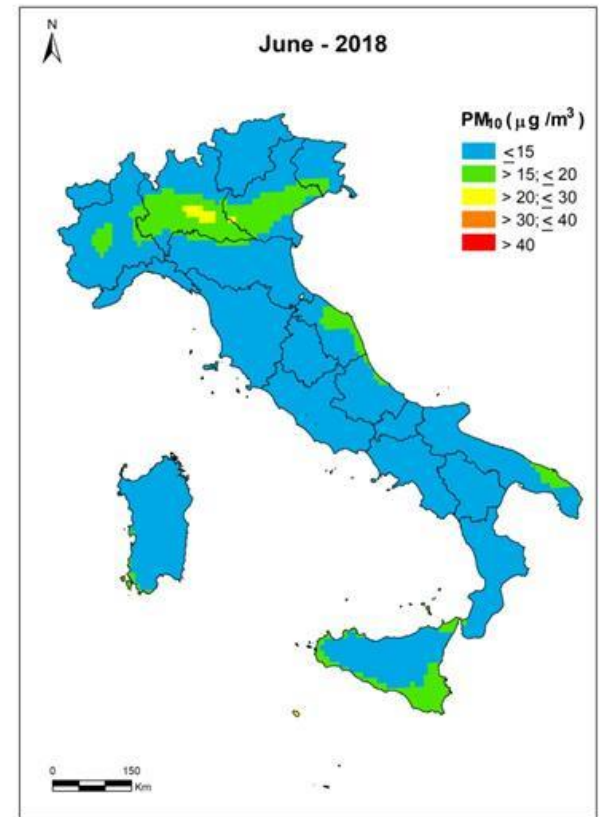 N
June - 2018
PM₁₀ (μg /m³)
≤15
> 15; ≤ 20
> 20; ≤ 30
> 30; ≤ 40
> 40
0 150
Km